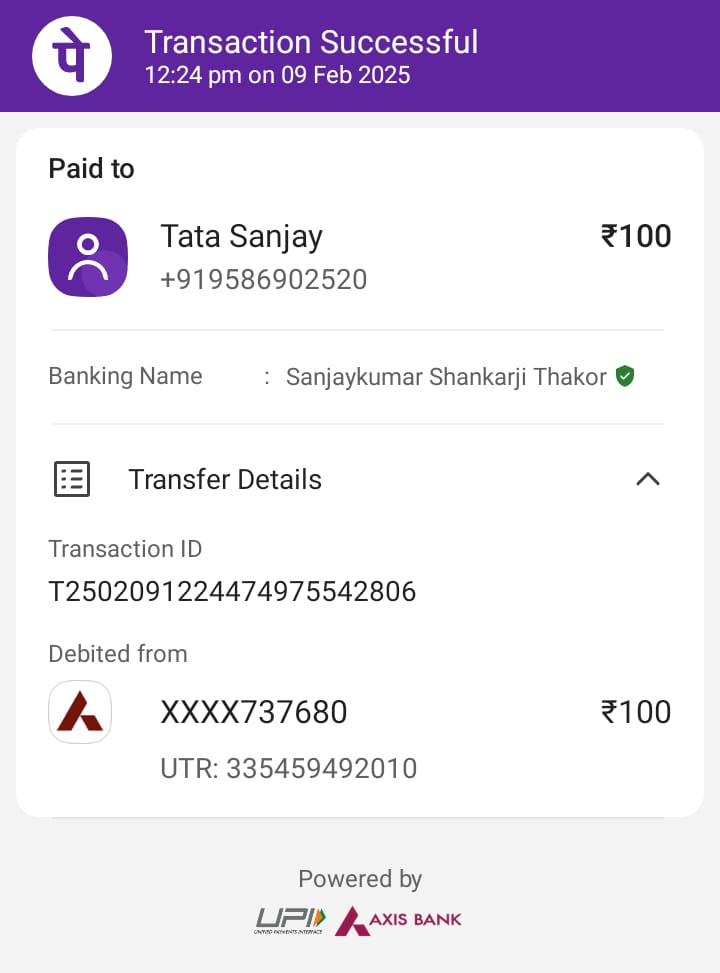 पे
Transaction Successful
12:24 pm on 09 Feb 2025
Paid to
Tata Sanjay ₹100
+919586902520
Banking Name : Sanjaykumar Shankarji Thakor
Transfer Details
Transaction ID
T2502091224474975542806
Debited from
XXXX737680 ₹100
UTR: 335459492010
Powered by
UPI AXIS BANK
UNIFIED PAYMENTS INTERFACE